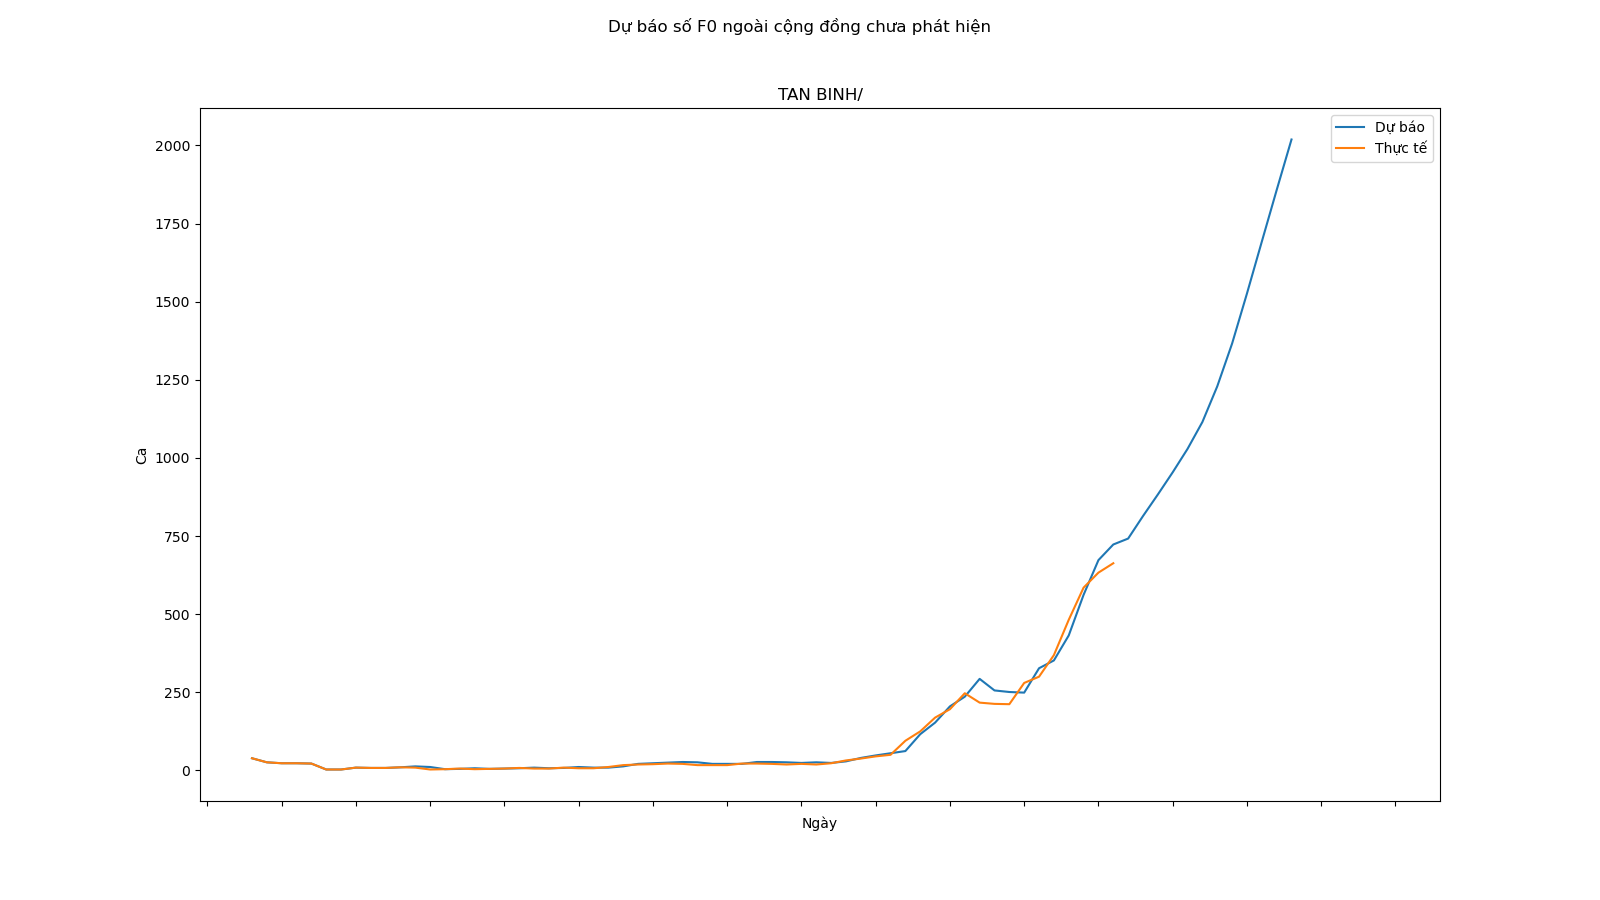 Dự báo số F0 ngoài cộng đồng chưa phát hiện
TAN BINH/
Dự báo
Thực tế
2000
1750
1500
1250
1000
750
500
250
0
Ca
Ngày